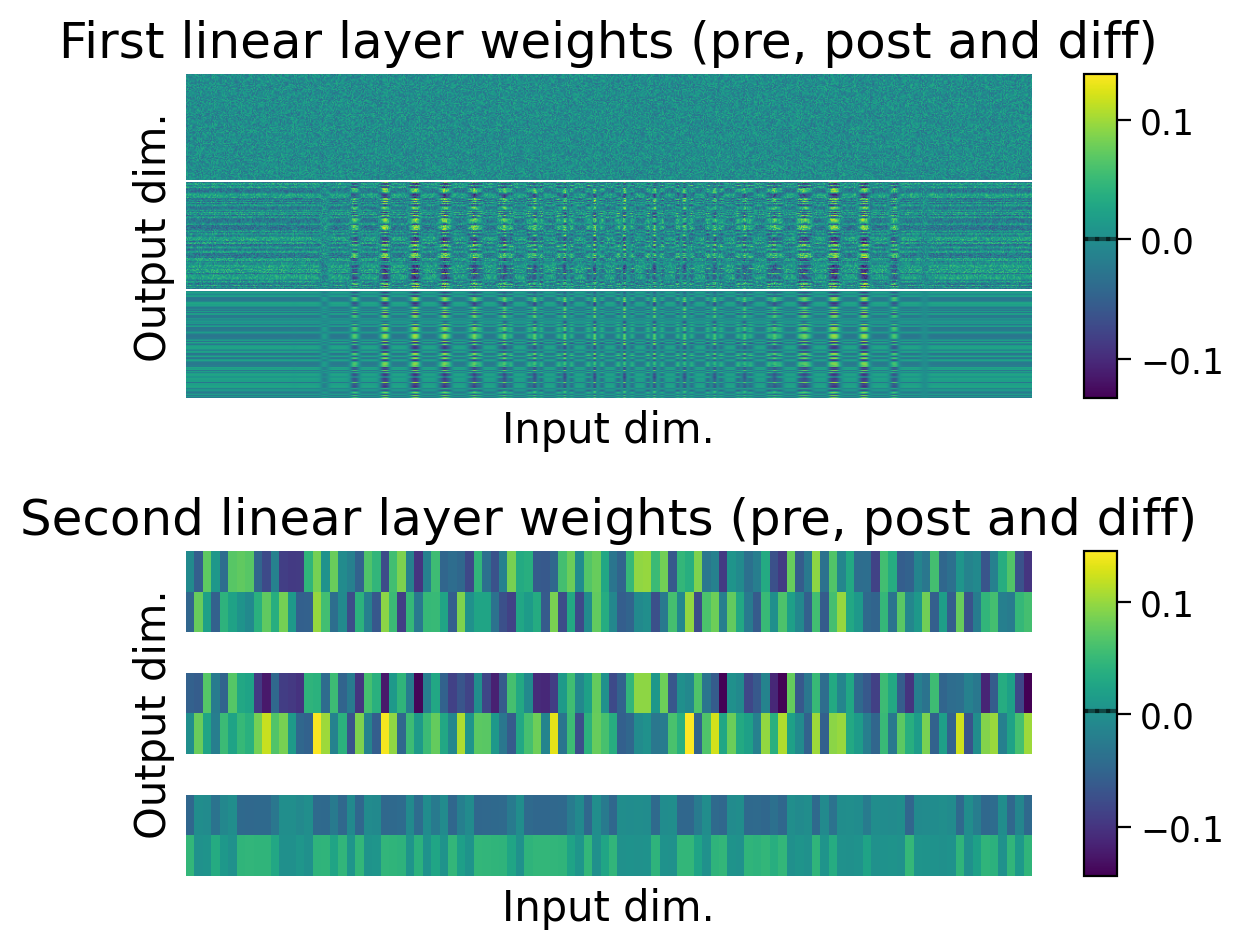 First linear layer weights (pre, post and diff)
Output dim.
0.1
0.0
−0.1
Input dim.
Second linear layer weights (pre, post and diff)
Output dim.
0.1
0.0
−0.1
Input dim.